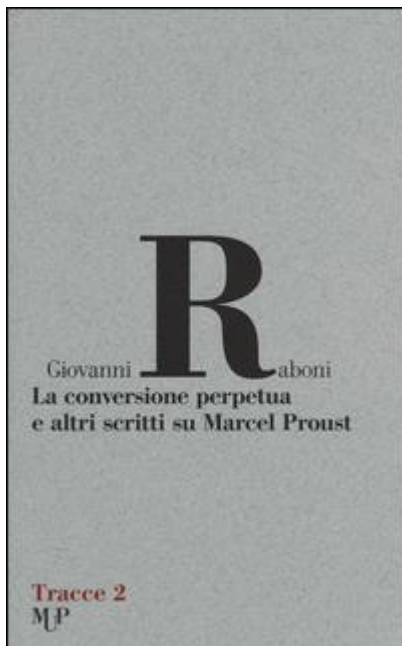 Giovanni Raboni
La conversione perpetua
e altri scritti su Marcel Proust
Tracce 2
MUP